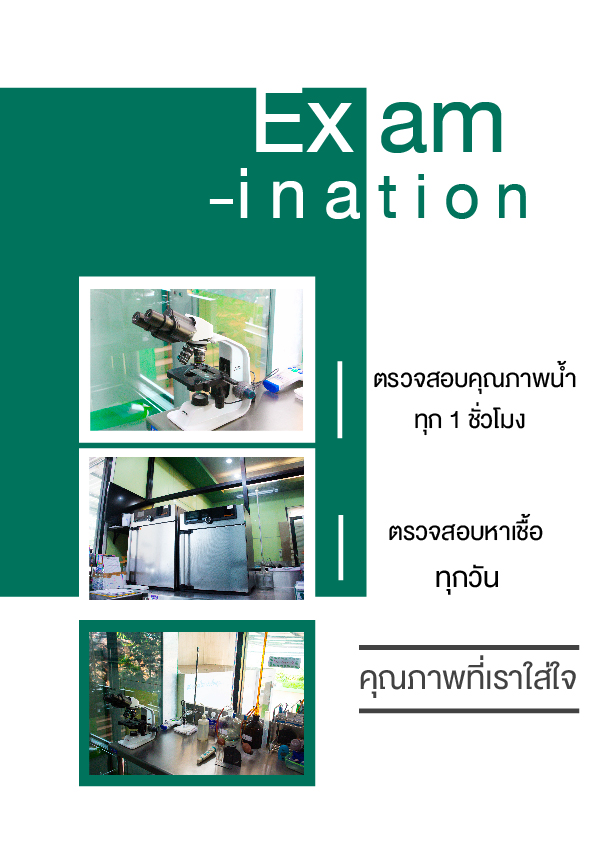 Exam
-ination
ตรวจสอบคุณภาพน้ำ
ทุก 1 ชั่วโมง
ตรวจสอบหาเชื้อ
ทุกวัน
คุณภาพที่เราใส่ใจ